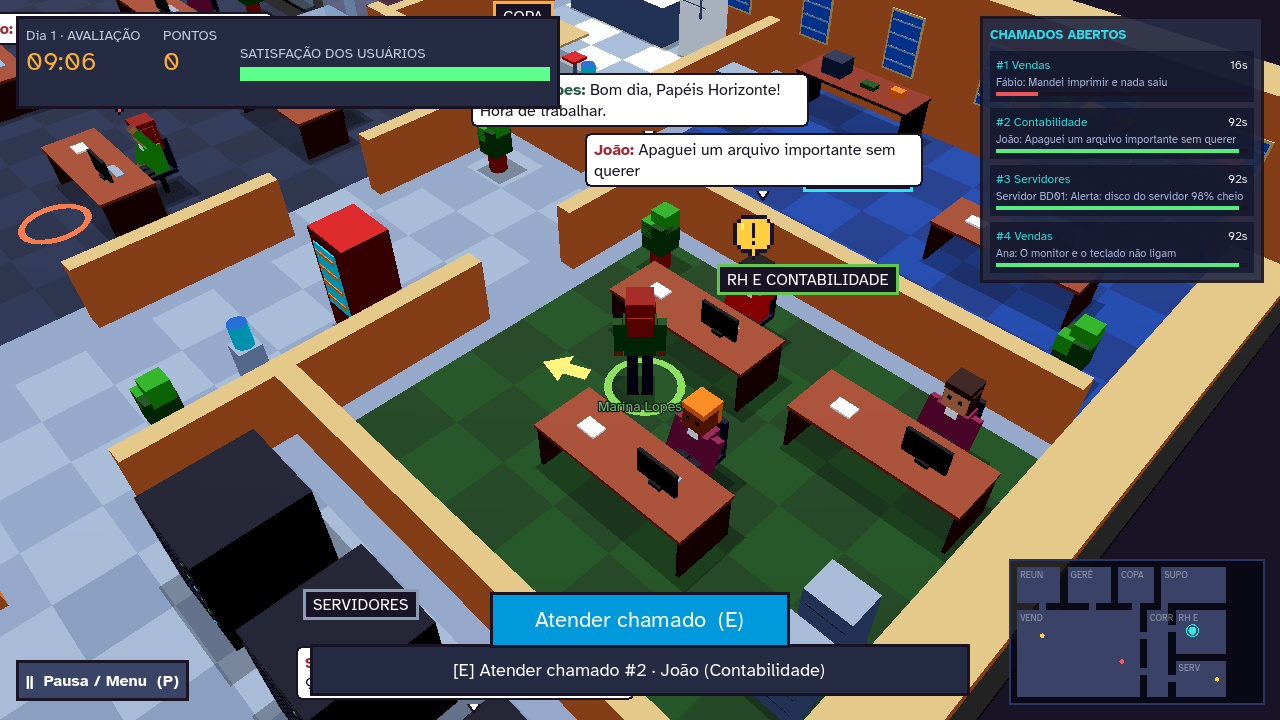 COPA
Dia 1 · AVALIAÇÃO
PONTOS
09:06
0
SATISFAÇÃO DOS USUÁRIOS
Bom dia, Papéis Horizonte!
Hora de trabalhar.
João: Apaguei um arquivo importante sem
querer
CHAMADOS ABERTOS
#1 Vendas
16s
Fábio: Mandei imprimir e nada saiu
#2 Contabilidade
92s
João: Apaguei um arquivo importante sem querer
#3 Servidores
92s
Servidor BD01: Alerta: disco do servidor 98% cheio
#4 Vendas
92s
Ana: O monitor e o teclado não ligam
RH E CONTABILIDADE
Marina Lopes
SERVIDORES
Atender chamado (E)
[E] Atender chamado #2 · João (Contabilidade)
Pausa / Menu (P)
REUN
GERÊ
COPA
SUPO
VEND
CORR
RH E
SERV